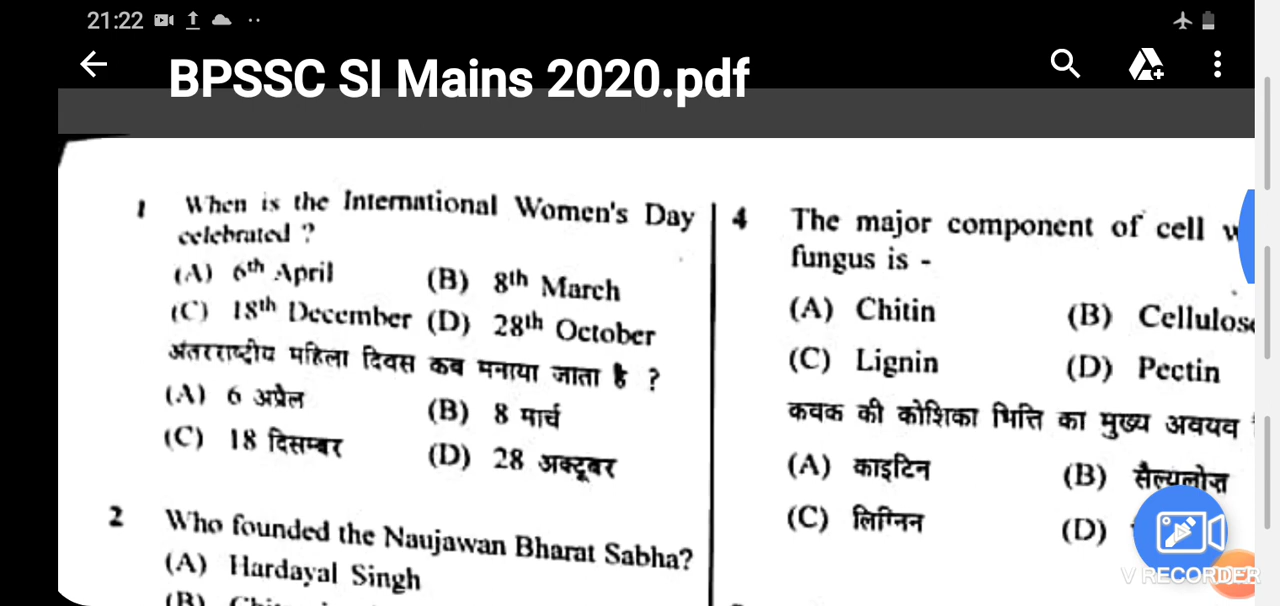 21:22
BPSSC SI Mains 2020.pdf
1 When is the International Women's Day
celebrated ?
(A) 6th April (B) 8th March
(C) 18th December (D) 28th October
अंतरराष्ट्रीय महिला दिवस कब मनाया जाता है ?
(A) 6 अप्रैल (B) 8 मार्च
(C) 18 दिसम्बर (D) 28 अक्टूबर
2 Who founded the Naujawan Bharat Sabha?
(A) Hardayal Singh
(B)
4 The major component of cell
fungus is -
(A) Chitin (B) Cellulose
(C) Lignin (D) Pectin
कवक की कोशिका भित्ति का मुख्य अवयव
(A) काइटिन (B) सैल्यूलोज़
(C) लिग्निन (D)
V RECORDER